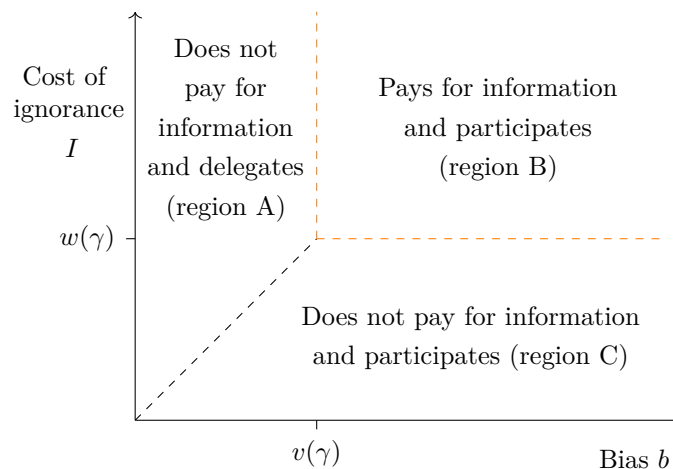 Cost of
ignorance
I
Does not
pay for
information
and delegates
(region A)
Pays for information
and participates
(region B)
w(γ)
Does not pay for information
and participates (region C)
v(γ)
Bias b